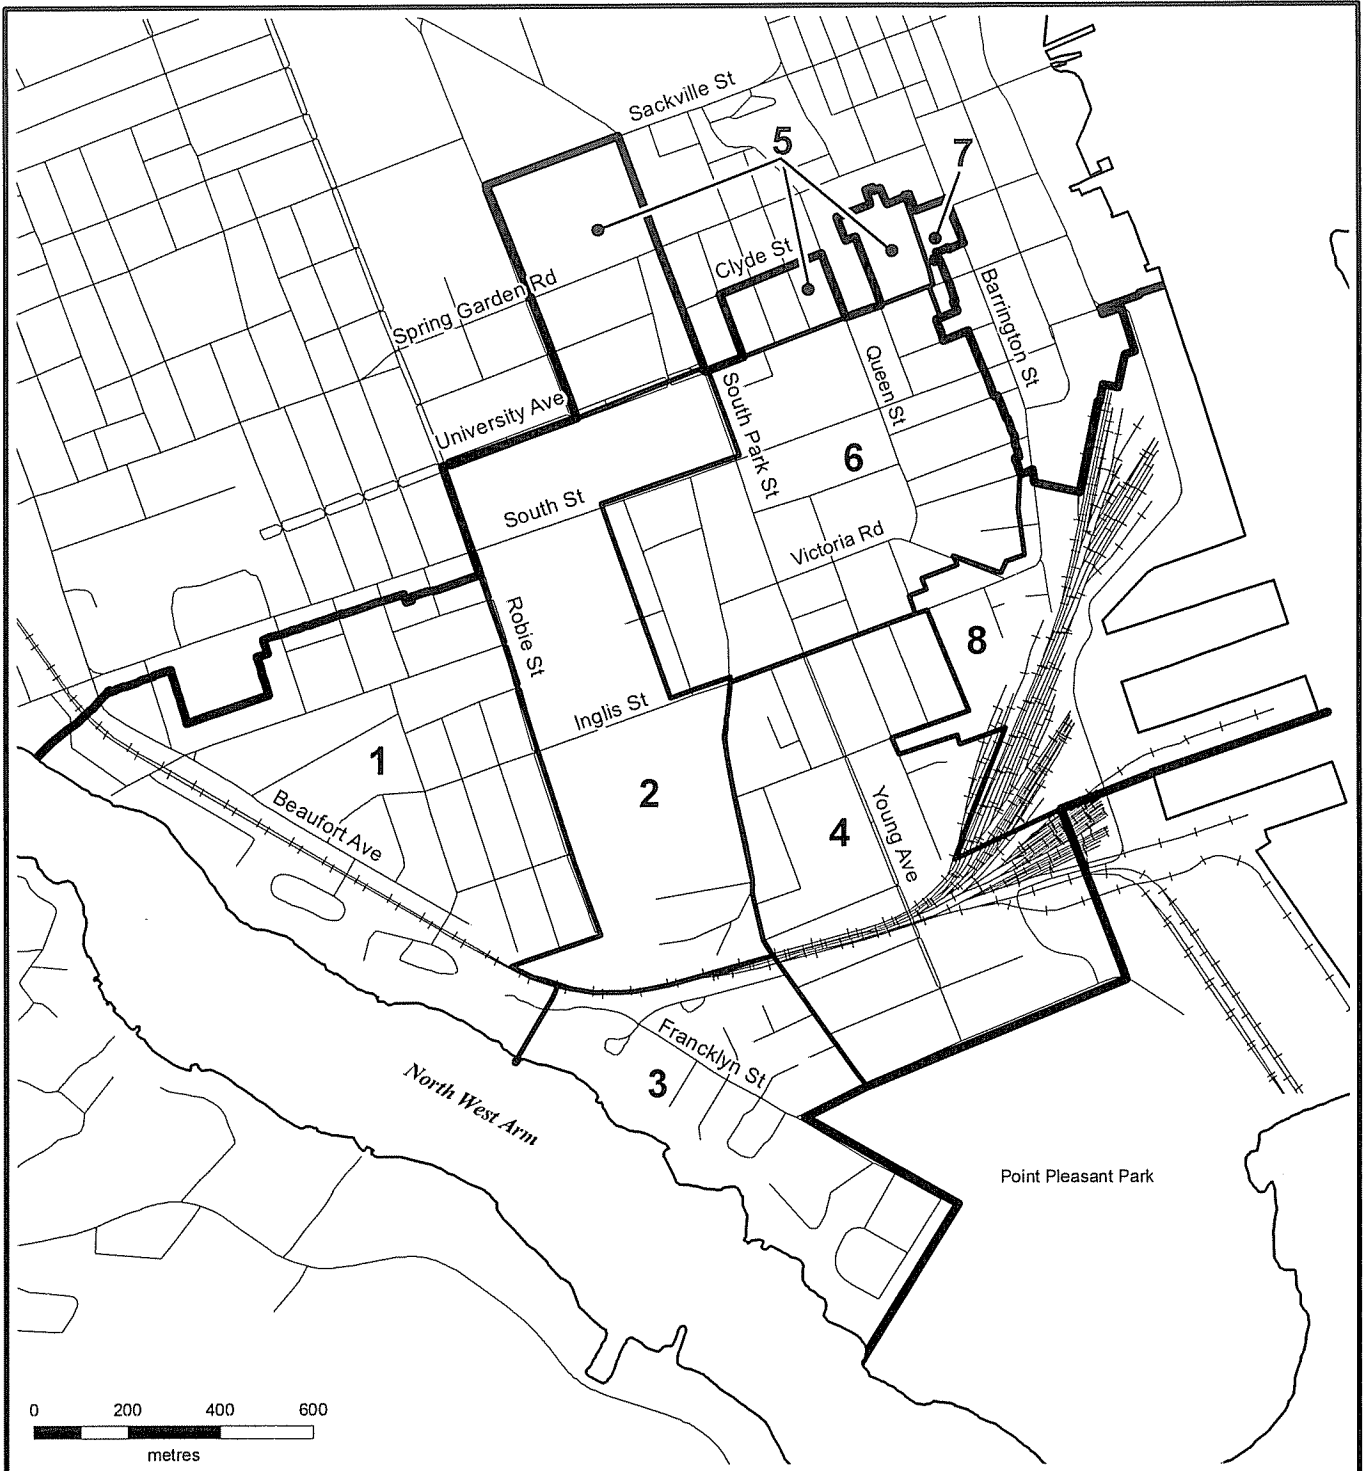 Sackville St
5
7
Clyde St
Spring Garden Rd
Barrington St
Queen St
South Park St
University Ave
6
South St
Victoria Rd
Robie St
8
Inglis St
1
2
Beaufort Ave
Young Ave
4
Francklyn St
3
North West Arm
Point Pleasant Park
0 200 400 600
metres